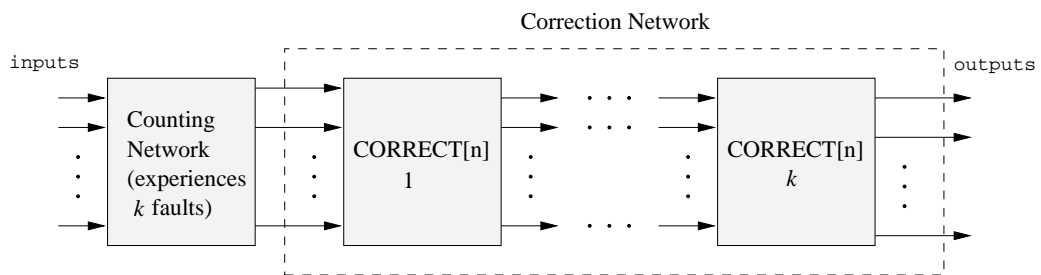 Correction Network
inputs
outputs
Counting
Network
(experiences
k faults)
CORRECT[n]
1
CORRECT[n]
k